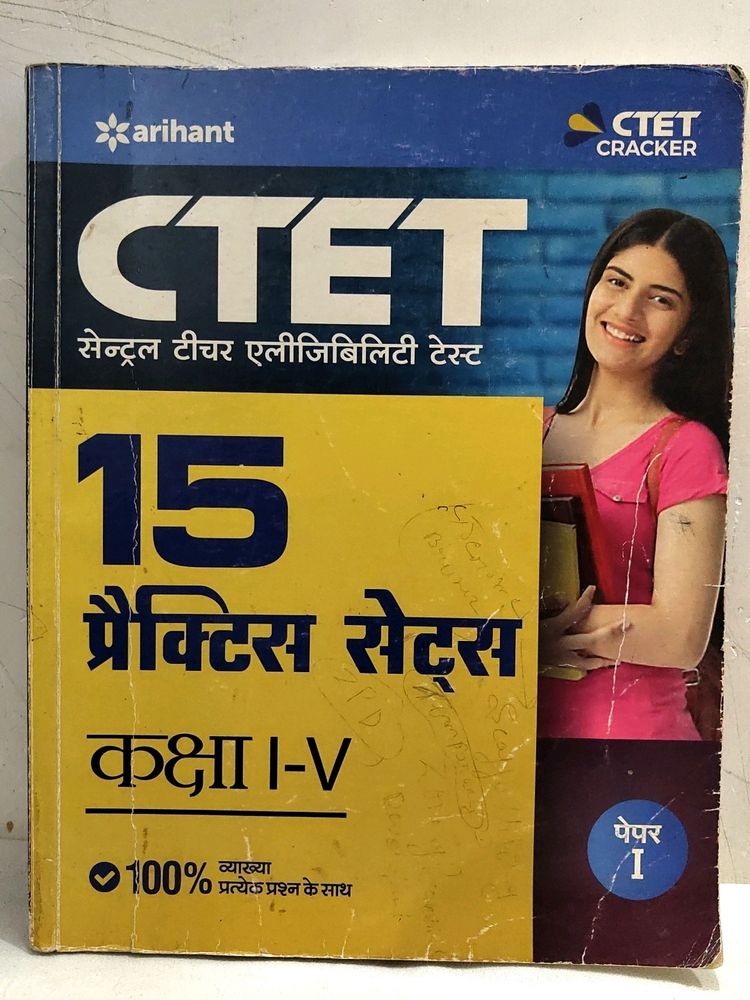 arihant
CTET
CRACKER
CTET
सेन्ट्रल टीचर एलीजिबिलिटी टेस्ट
15
प्रैक्टिस सेट्स
कक्षा I-V
100% व्याख्या
प्रत्येक प्रश्न के साथ
पेपर
I